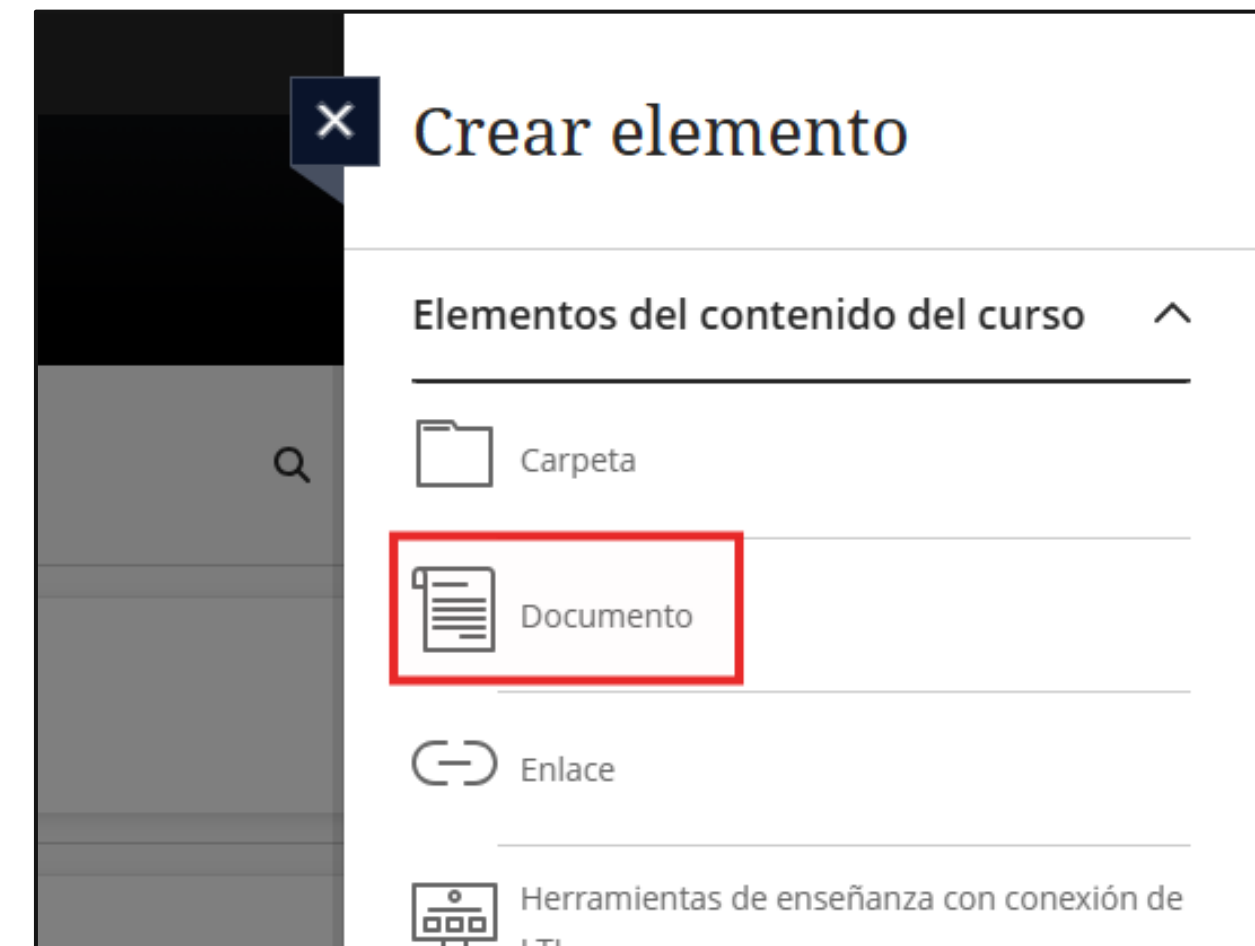 Crear elemento
Elementos del contenido del curso
Carpeta
Documento
Enlace
Herramientas de enseñanza con conexión de